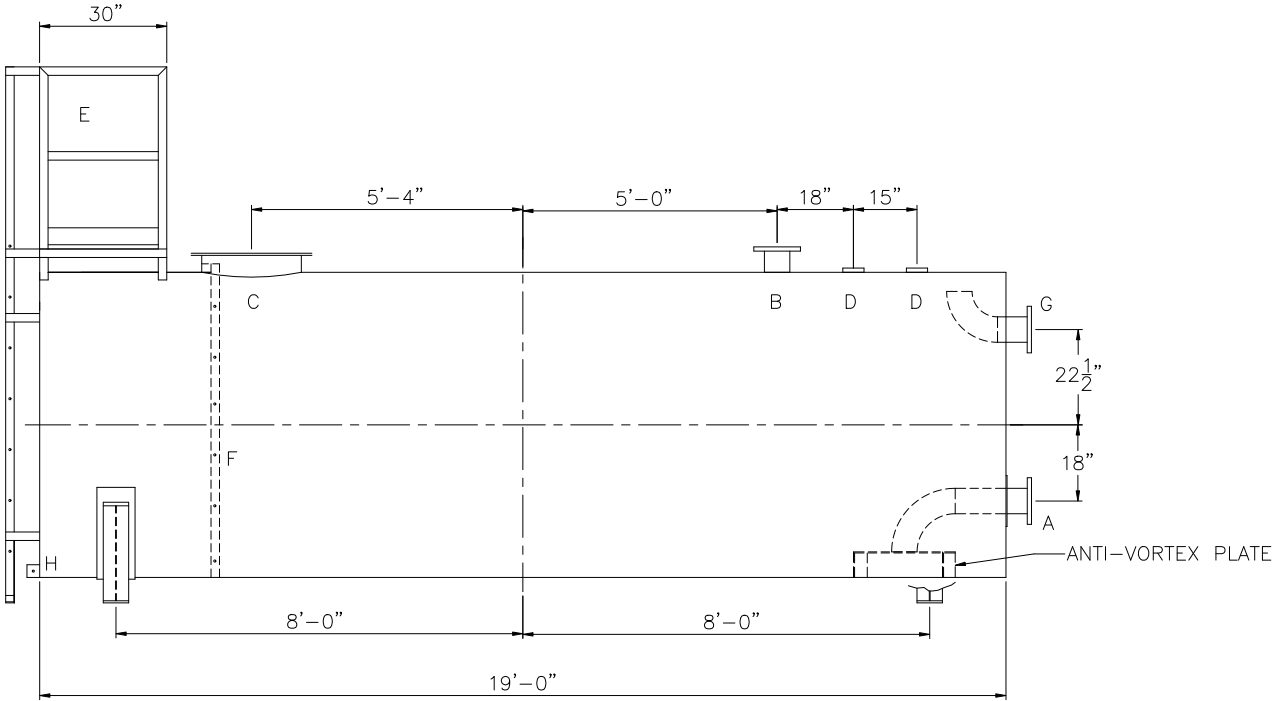 30”
E
5’-4”
5’-0”
18”
15”
C
B
D
D
G
22½”
F
18”
A
H
ANTI-VORTEX PLATE
8’-0”
8’-0”
19’-0”